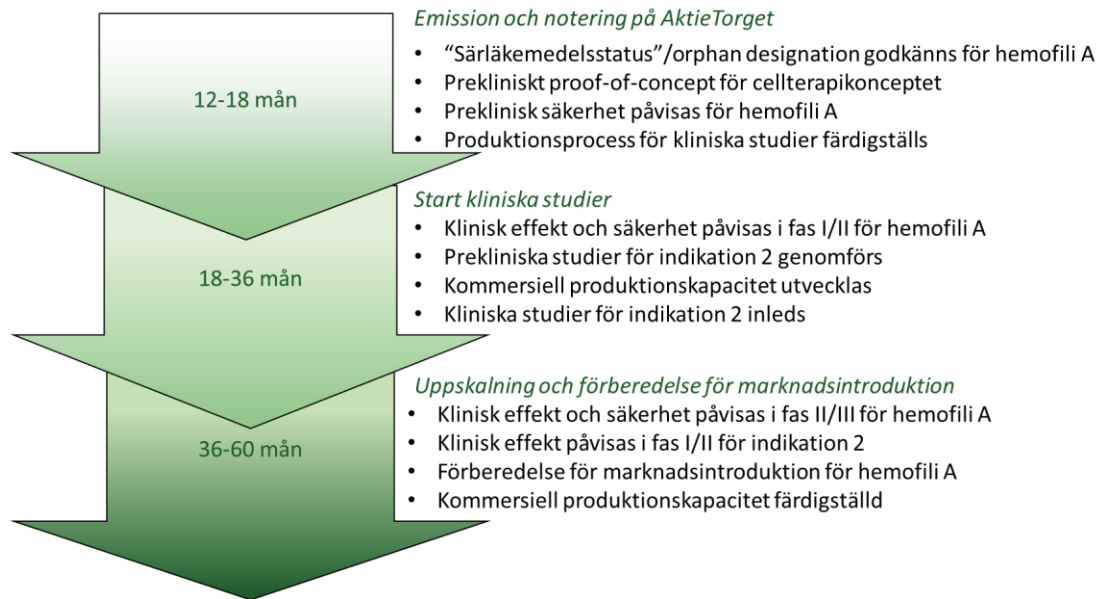 Emission och notering på AktieTorget
12-18 mån
• “Särläkemedelsstatus”/orphan designation godkänns för hemofili A
• Prekliniskt proof-of-concept för cellterapikonceptet
• Preklinisk säkerhet påvisas för hemofili A
• Produktionsprocess för kliniska studier färdigställs
Start kliniska studier
18-36 mån
• Klinisk effekt och säkerhet påvisas i fas I/II för hemofili A
• Prekliniska studier för indikation 2 genomförs
• Kommersiell produktionskapacitet utvecklas
• Kliniska studier för indikation 2 inleds
Uppskalning och förberedelse för marknadsintroduktion
36-60 mån
• Klinisk effekt och säkerhet påvisas i fas II/III för hemofili A
• Klinisk effekt påvisas i fas I/II för indikation 2
• Förberedelse för marknadsintroduktion för hemofili A
• Kommersiell produktionskapacitet färdigställd